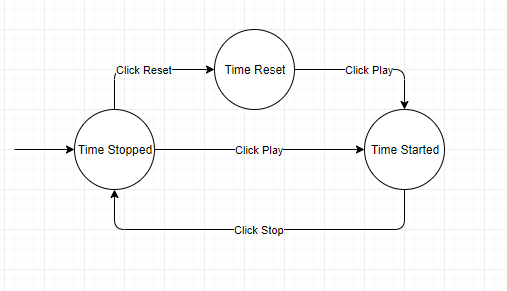 Click Reset
Time Reset
Click Play
Time Stopped
Click Play
Time Started
Click Stop